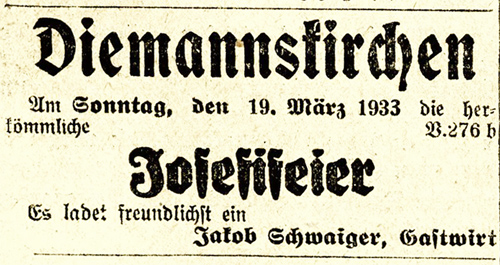 Diemannskirchen
Am Sonntag, den 19. März 1933 die her-
kömmliche V.276 h
Josefifeier
Es ladet freundlichst ein
Jakob Schwaiger, Gastwirt